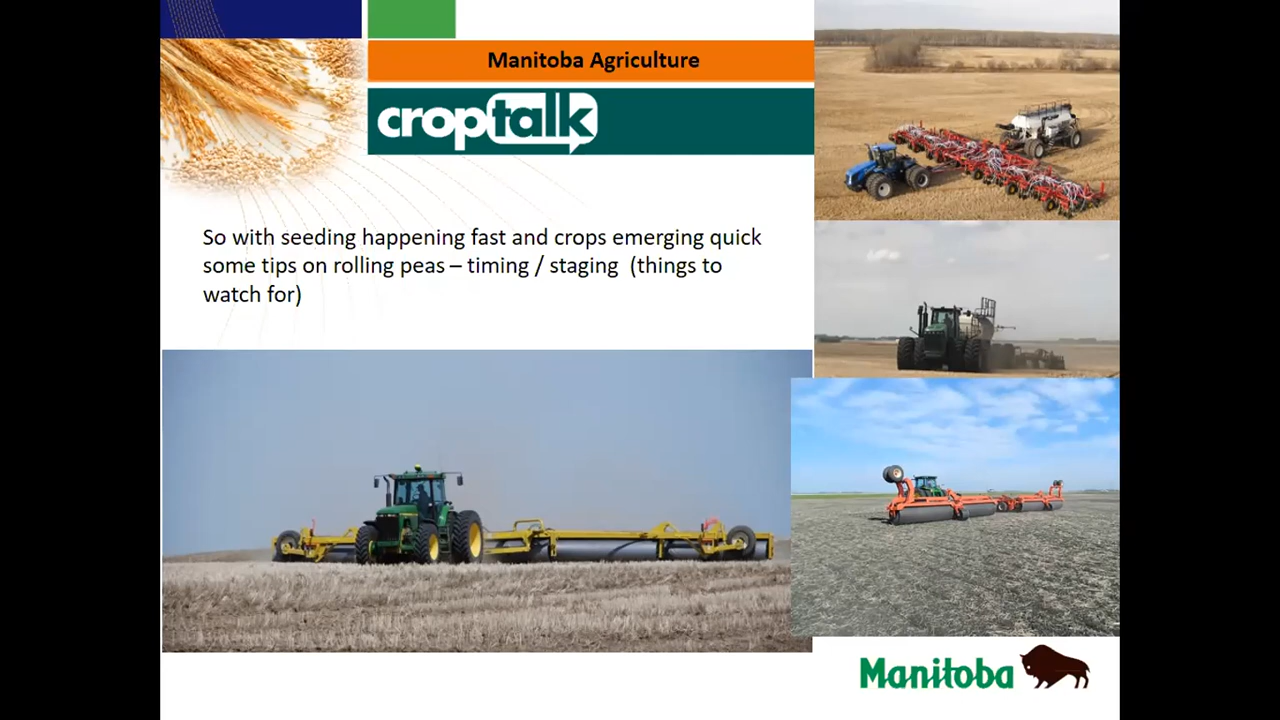 Manitoba Agriculture
croptalk
So with seeding happening fast and crops emerging quick
some tips on rolling peas – timing / staging  (things to
watch for)
Manitoba